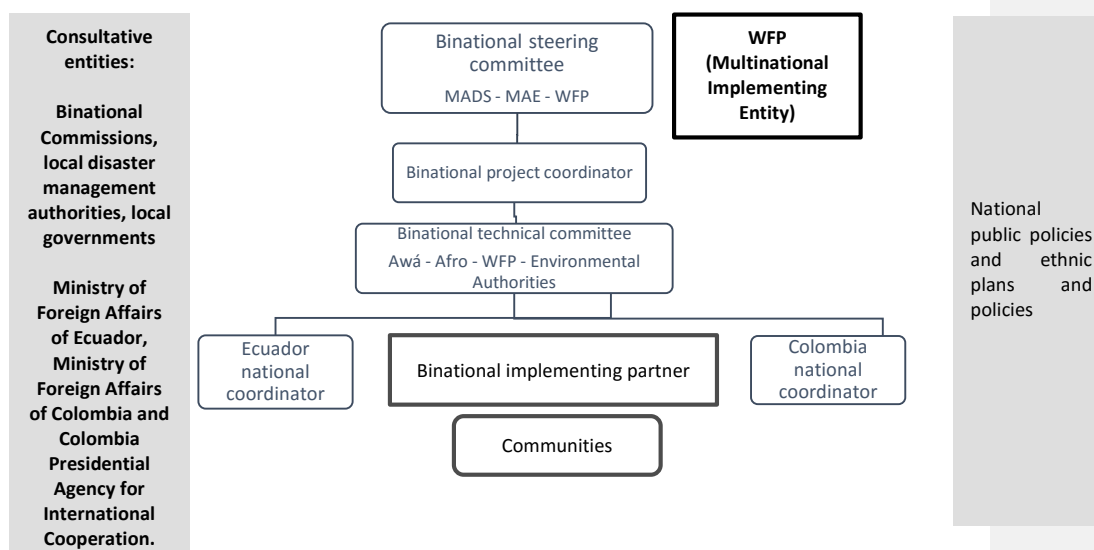 Consultative
entities:
Binational
Commissions,
local disaster
management
authorities, local
governments
Ministry of
Foreign Affairs
of Ecuador,
Ministry of
Foreign Affairs
of Colombia and
Colombia
Presidential
Agency for
International
Cooperation.
Binational steering
committee
MADS - MAE - WFP
WFP
(Multinational
Implementing
Entity)
Binational project coordinator
Binational technical committee
Awá - Afro - WFP - Environmental
Authorities
Ecuador
national
coordinator
Binational implementing partner
Colombia
national
coordinator
Communities
National
public policies
and ethnic
plans and
policies